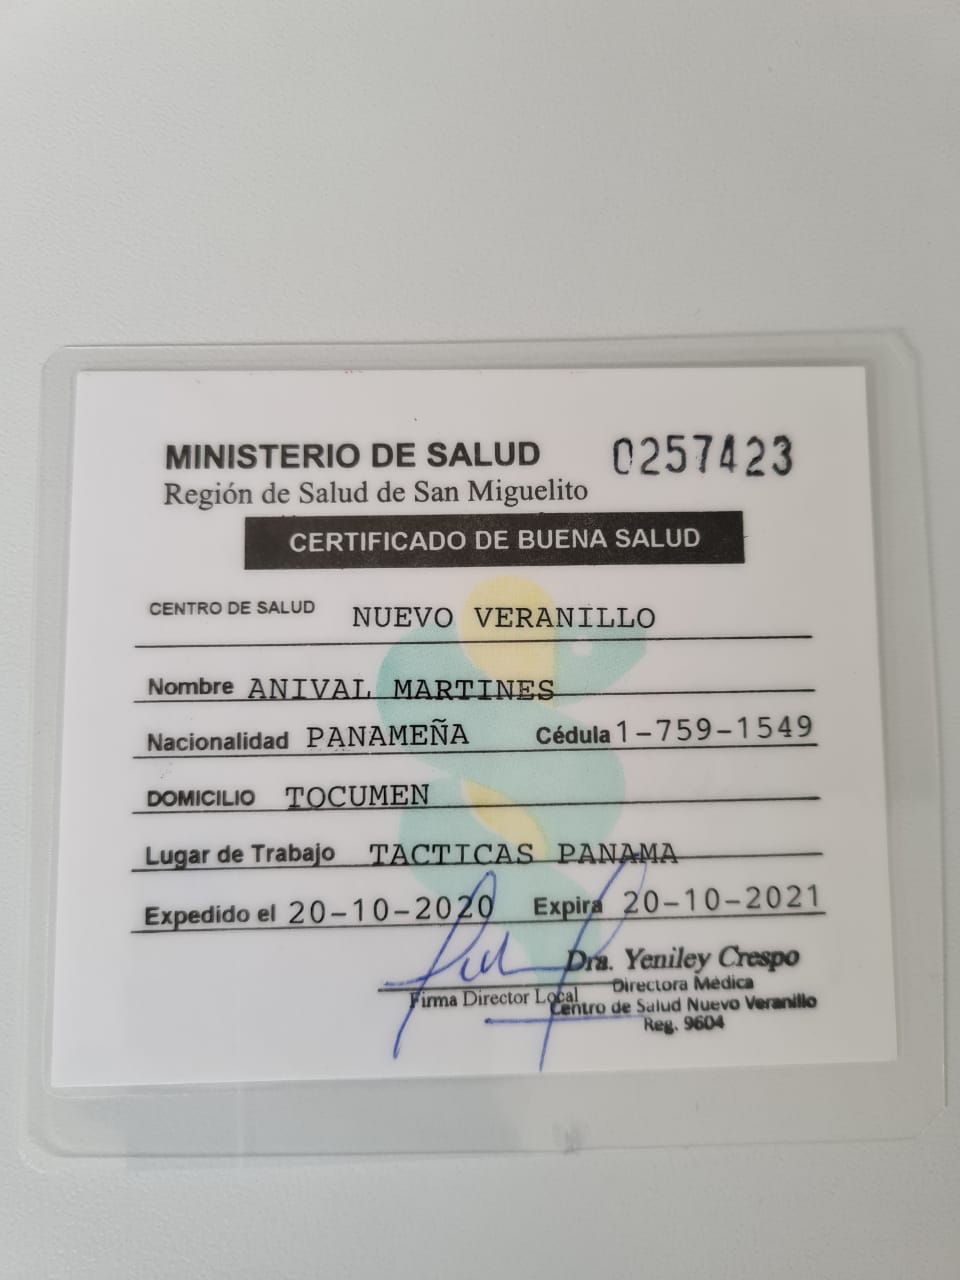 MINISTERIO DE SALUD 0257423
Región de Salud de San Miguelito
CERTIFICADO DE BUENA SALUD
CENTRO DE SALUD NUEVO VERANILLO
Nombre ANIVAL MARTINES
Nacionalidad PANAMEÑA Cédula 1-759-1549
DOMICILIO TOCUMEN
Lugar de Trabajo TACTICAS PANAMA
Expedido el 20-10-2020 Expira 20-10-2021
Dra. Yeniley Crespo
Directora Médica
Firma Director Local
Centro de Salud Nuevo Veranillo
Reg. 9604